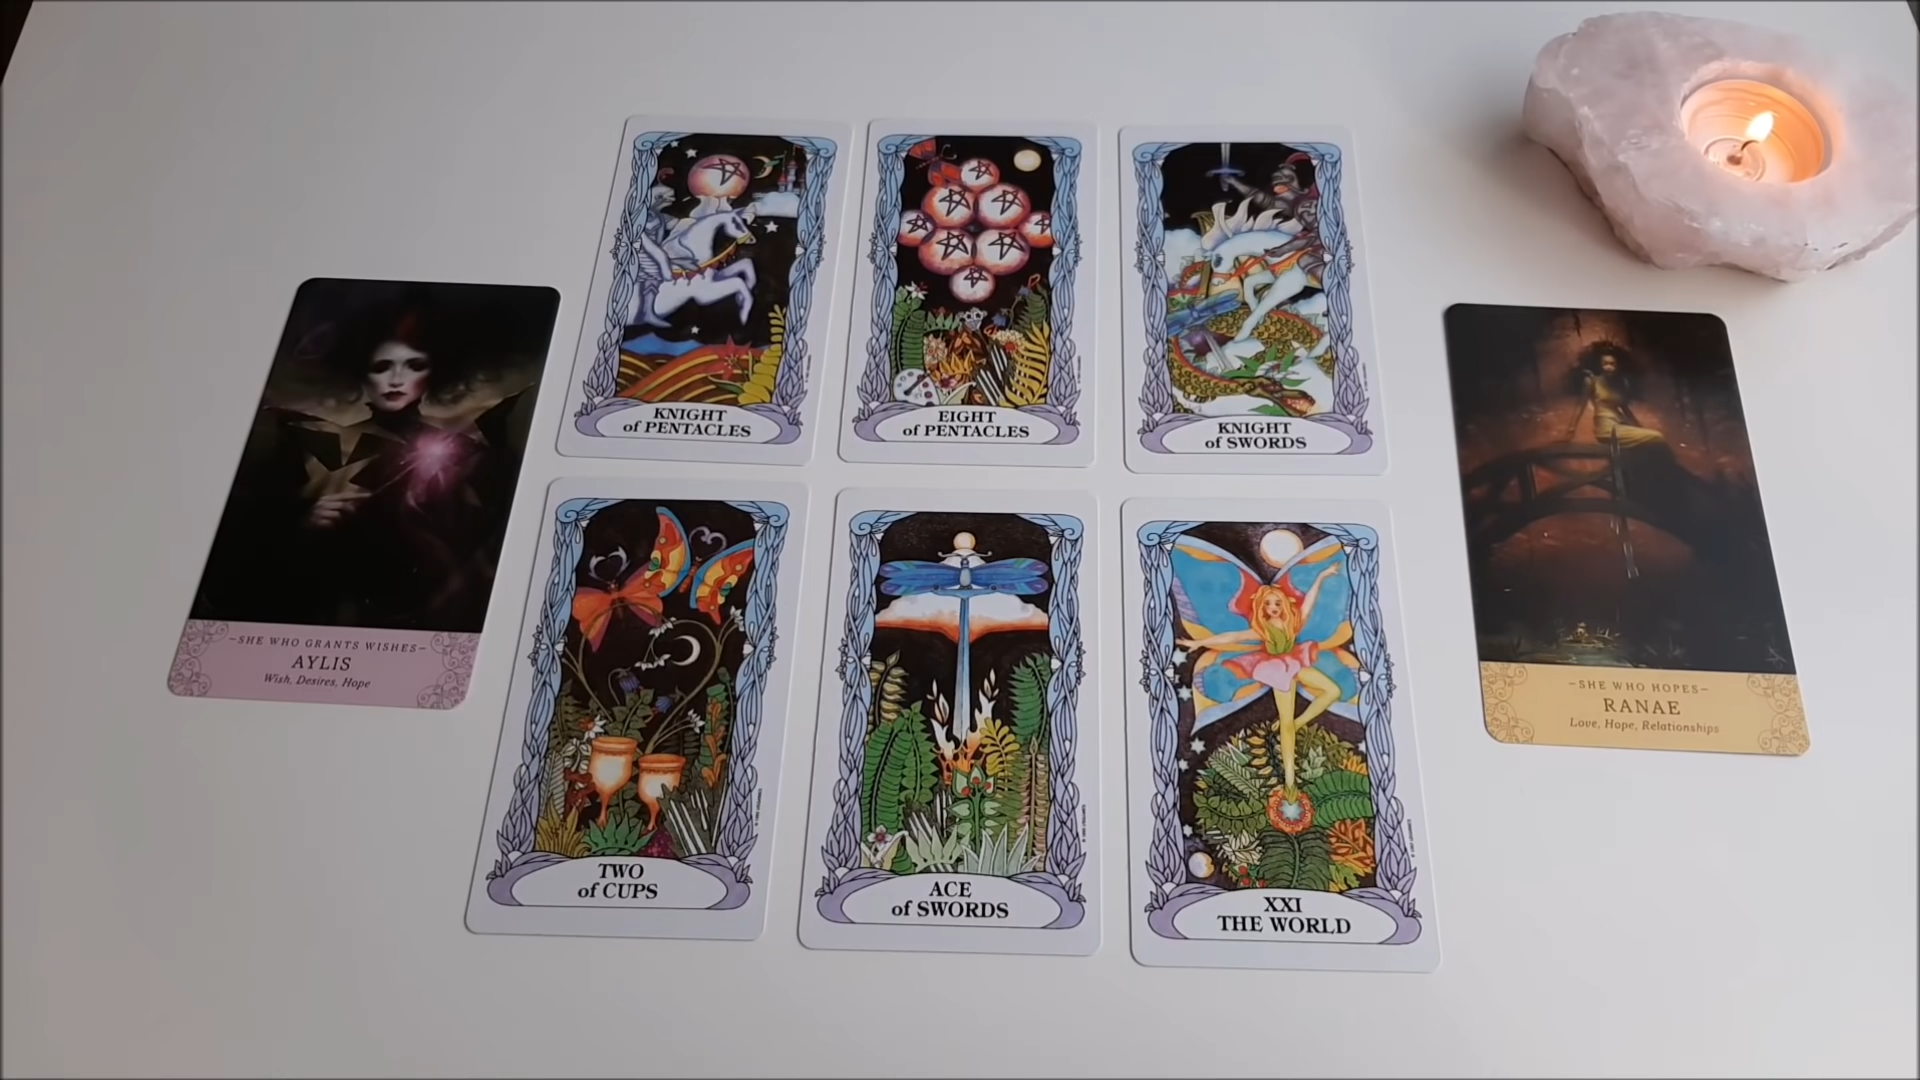 KNIGHT
of PENTACLES
EIGHT
of PENTACLES
KNIGHT
of SWORDS
-SHE WHO GRANTS WISHES-
AYLIS
Wish, Desires, Hope
-SHE WHO HOPES-
RANAE
Love, Hope, Relationships
TWO
of CUPS
ACE
of SWORDS
XXI
THE WORLD